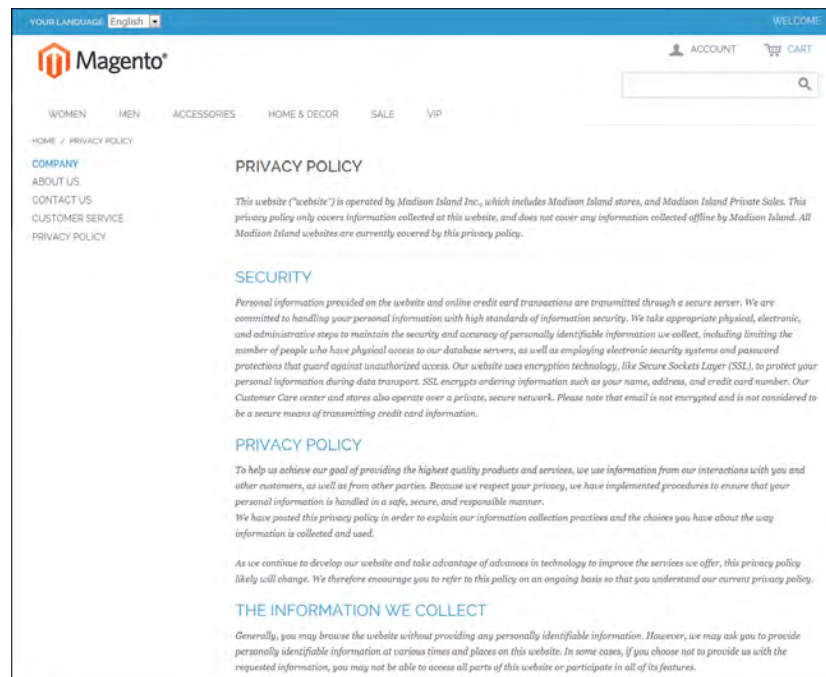 YOUR LANGUAGE: English WELCOME
Magento®
ACCOUNT CART
WOMEN MEN ACCESSORIES HOME & DECOR SALE VIP
HOME / PRIVACY POLICY
COMPANY
ABOUT US
CONTACT US
CUSTOMER SERVICE
PRIVACY POLICY
PRIVACY POLICY
This website ("website") is operated by Madison Island Inc., which includes Madison Island stores, and Madison Island Private Sales. This
privacy policy only covers information collected at this website, and does not cover any information collected offline by Madison Island. All
Madison Island websites are currently covered by this privacy policy.
SECURITY
Personal information provided on the website and online credit card transactions are transmitted through a secure server. We are
committed to handling your personal information with high standards of information security. We take appropriate physical, electronic,
and administrative steps to maintain the security and accuracy of personally identifiable information we collect, including limiting the
number of people who have physical access to our database servers, as well as employing electronic security systems and password
protections that guard against unauthorized access. Our website uses encryption technology, like Secure Sockets Layer (SSL), to protect your
personal information during data transport. SSL encrypts ordering information such as your name, address, and credit card number. Our
Customer Care center and stores also operate over a private, secure network. Please note that email is not encrypted and is not considered to
be a secure means of transmitting credit card information.
PRIVACY POLICY
To help us achieve our goal of providing the highest quality products and services, we use information from our interactions with you and
other customers, as well as from other parties. Because we respect your privacy, we have implemented procedures to ensure that your
personal information is handled in a safe, secure, and responsible manner.
We have posted this privacy policy in order to explain our information collection practices and the choices you have about the way
information is collected and used.
As we continue to develop our website and take advantage of advances in technology to improve the services we offer, this privacy policy
likely will change. We therefore encourage you to refer to this policy on an ongoing basis so that you understand our current privacy policy.
THE INFORMATION WE COLLECT
Generally, you may browse the website without providing any personally identifiable information. However, we may ask you to provide
personally identifiable information at various times and places on this website. In some cases, if you choose not to provide us with the
requested information, you may not be able to access all parts of this website or participate in all of its features.